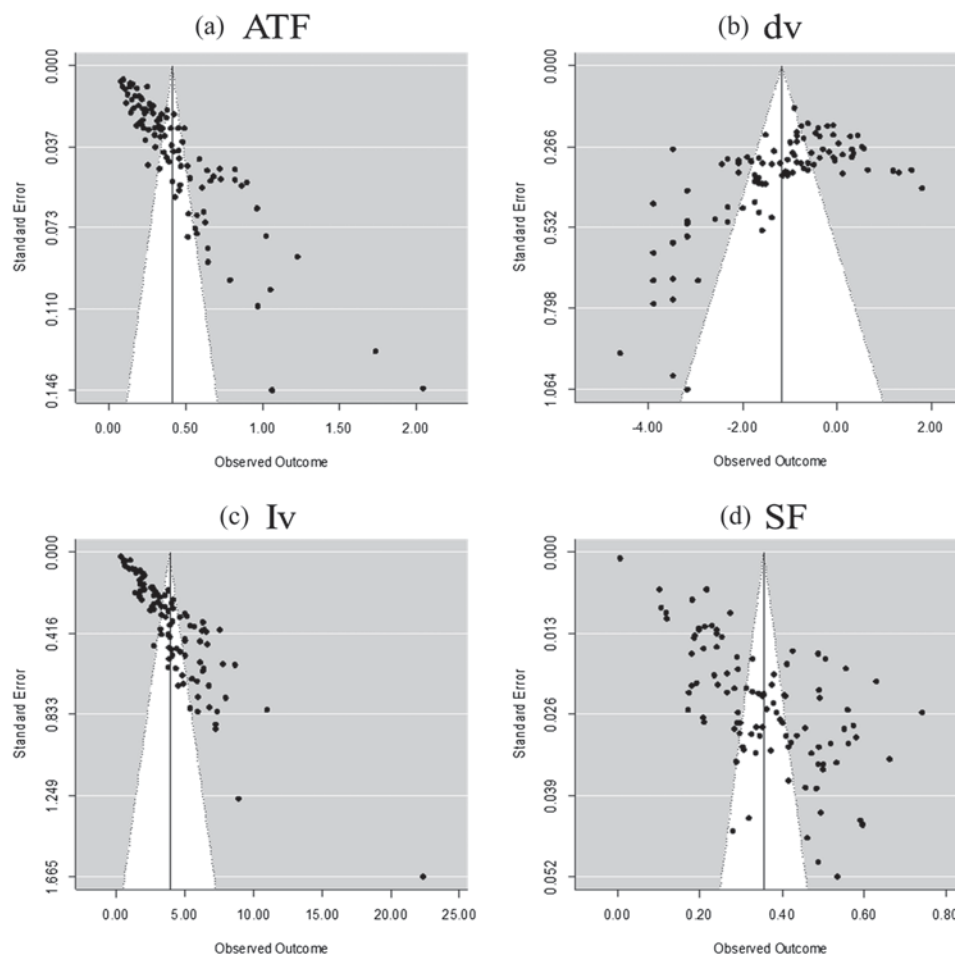 (a) ATF
0.000
0.037
0.073
0.110
0.146
Standard Error
0.00 0.50 1.00 1.50 2.00
Observed Outcome
(b) dv
0.000
0.266
0.532
0.798
1.064
Standard Error
-4.00 -2.00 0.00 2.00
Observed Outcome
(c) Iv
0.000
0.416
0.833
1.249
1.665
Standard Error
0.00 5.00 10.00 15.00 20.00 25.00
Observed Outcome
(d) SF
0.000
0.013
0.026
0.039
0.052
Standard Error
0.00 0.20 0.40 0.60 0.80
Observed Outcome